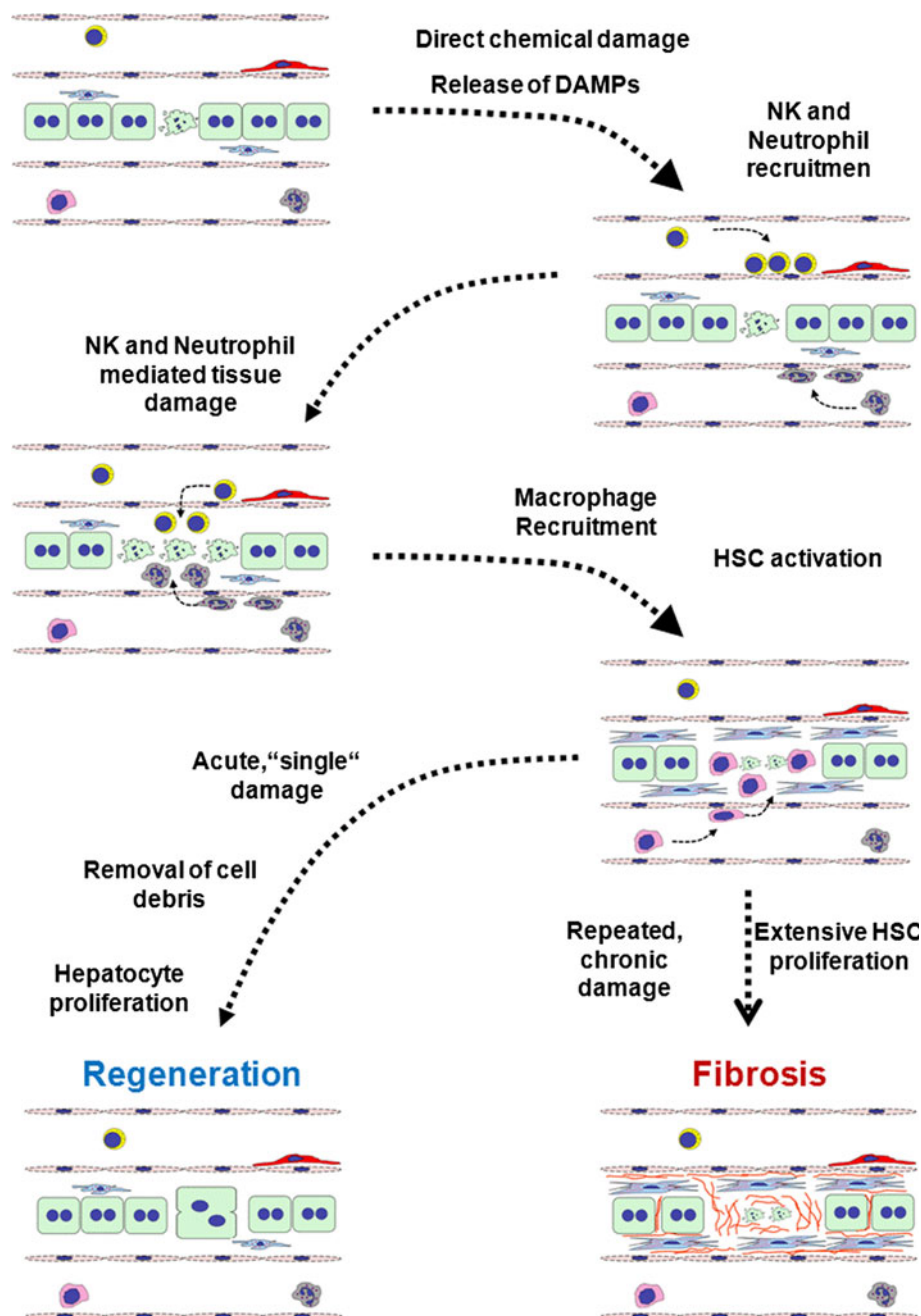 Direct chemical damage
Release of DAMPs
NK and
Neutrophil
recruitmen
NK and Neutrophil
mediated tissue
damage
Macrophage
Recruitment
HSC activation
Acute,“single“
damage
Removal of cell
debris
Hepatocyte
proliferation
Repeated,
chronic
damage
Extensive HSC
proliferation
Regeneration
Fibrosis